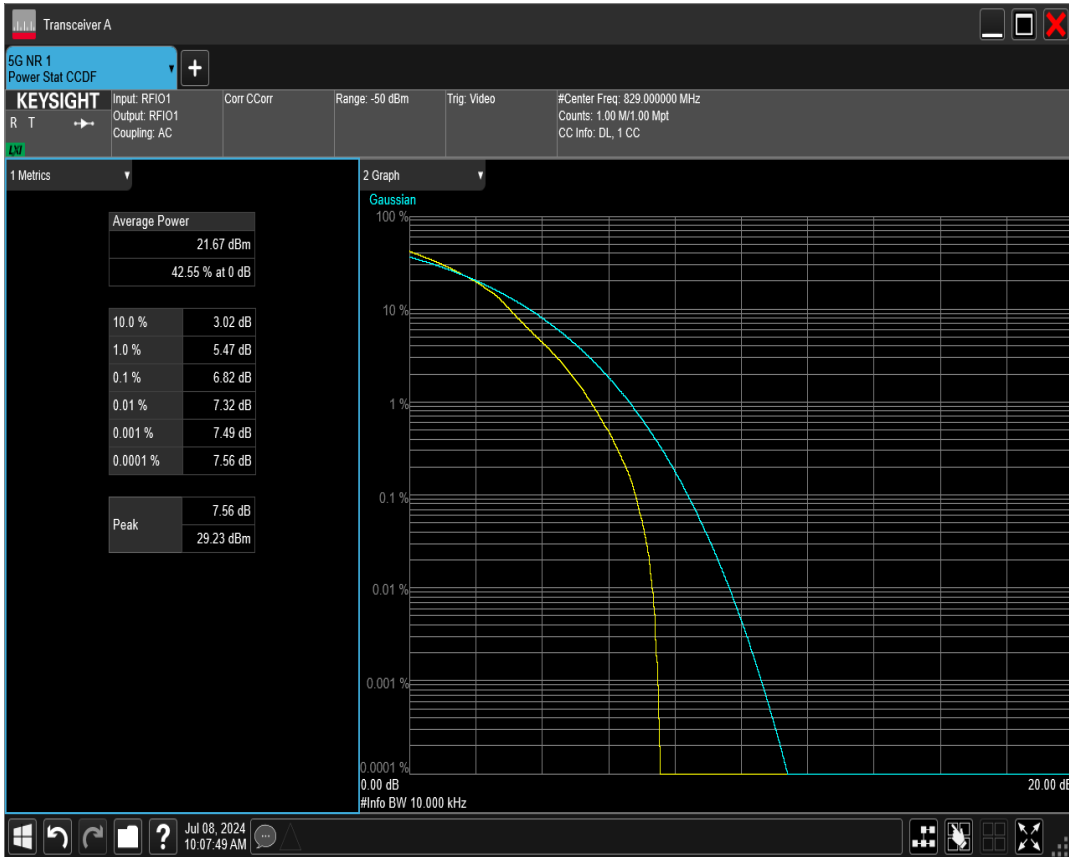 Transceiver A
5G NR 1
Power Stat CCDF
+
KEYSIGHT
R T
LXI
Input: RFIO1
Output: RFIO1
Coupling: AC
Corr CCorr
Range: -50 dBm
Trig: Video
#Center Freq: 829.000000 MHz
Counts: 1.00 M/1.00 Mpt
CC Info: DL, 1 CC
1 Metrics
Average Power
21.67 dBm
42.55 % at 0 dB
10.0 % 3.02 dB
1.0 % 5.47 dB
0.1 % 6.82 dB
0.01 % 7.32 dB
0.001 % 7.49 dB
0.0001 % 7.56 dB
Peak 7.56 dB
29.23 dBm
2 Graph
Gaussian
100 %
10 %
1 %
0.1 %
0.01 %
0.001 %
0.0001 %
0.00 dB 20.00 dB
#Info BW 10.000 kHz
?
Jul 08, 2024
10:07:49 AM